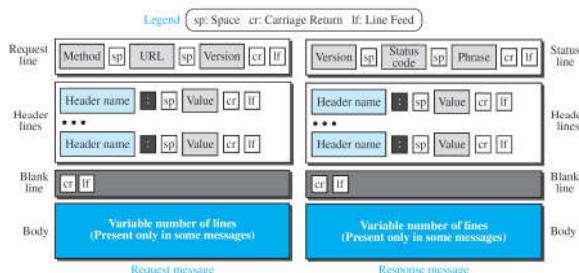 Legend sp: Space cr: Carriage Return lf: Line Feed
Request line
Method sp URL sp Version cr lf
Version sp Status code sp Phrase cr lf
Status line
Header lines
Header name : sp Value cr lf
•••
Header name : sp Value cr lf
Header name : sp Value cr lf
•••
Header name : sp Value cr lf
Header lines
Blank line
cr lf
cr lf
Blank line
Body
Variable number of lines
(Present only in some messages)
Variable number of lines
(Present only in some messages)
Body
Request message
Response message